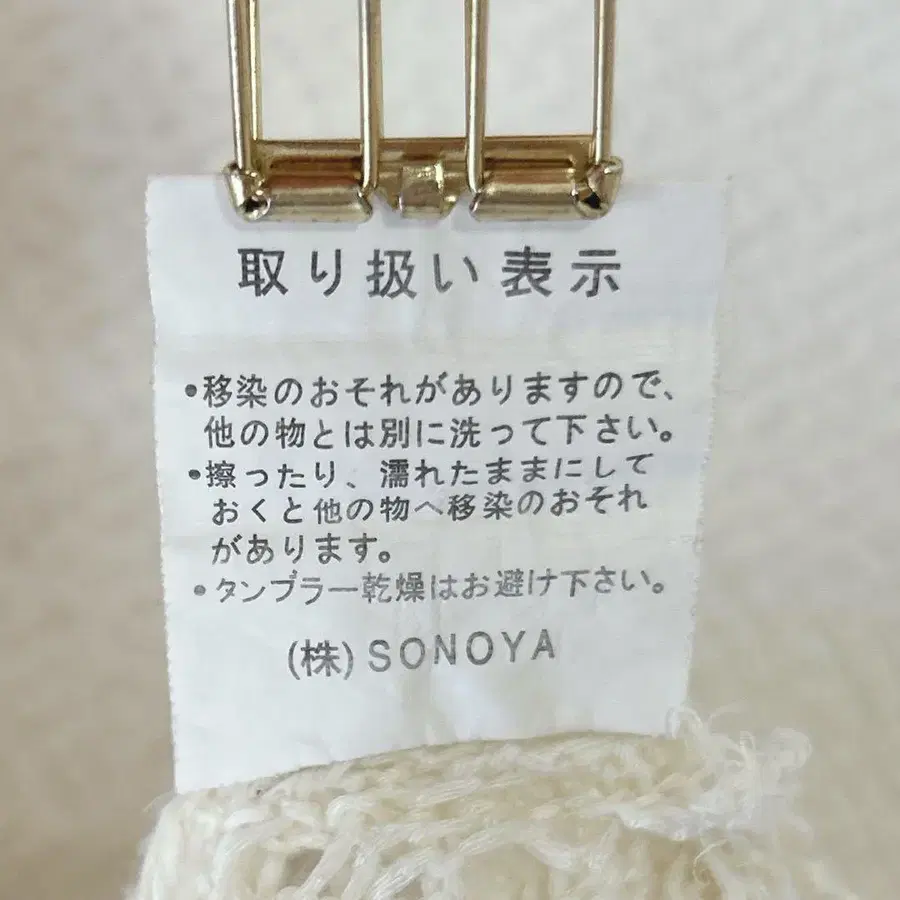 取り扱い表示
•移染のおそれがありますので、
他の物とは別に洗って下さい。
•擦ったり、濡れたままにして
おくと他の物へ移染のおそれ
があります。
•タンブラー乾燥はお避け下さい。
(株)SONOYA